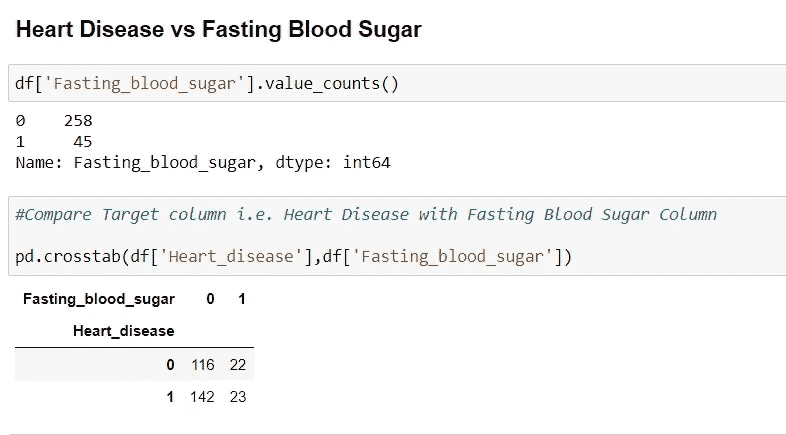 Heart Disease vs Fasting Blood Sugar
df['Fasting_blood_sugar'].value_counts()
0    258
1     45
Name: Fasting_blood_sugar, dtype: int64
#Compare Target column i.e. Heart Disease with Fasting Blood Sugar Column
pd.crosstab(df['Heart_disease'],df['Fasting_blood_sugar'])
Fasting_blood_sugar 0 1
Heart_disease
0 116 22
1 142 23